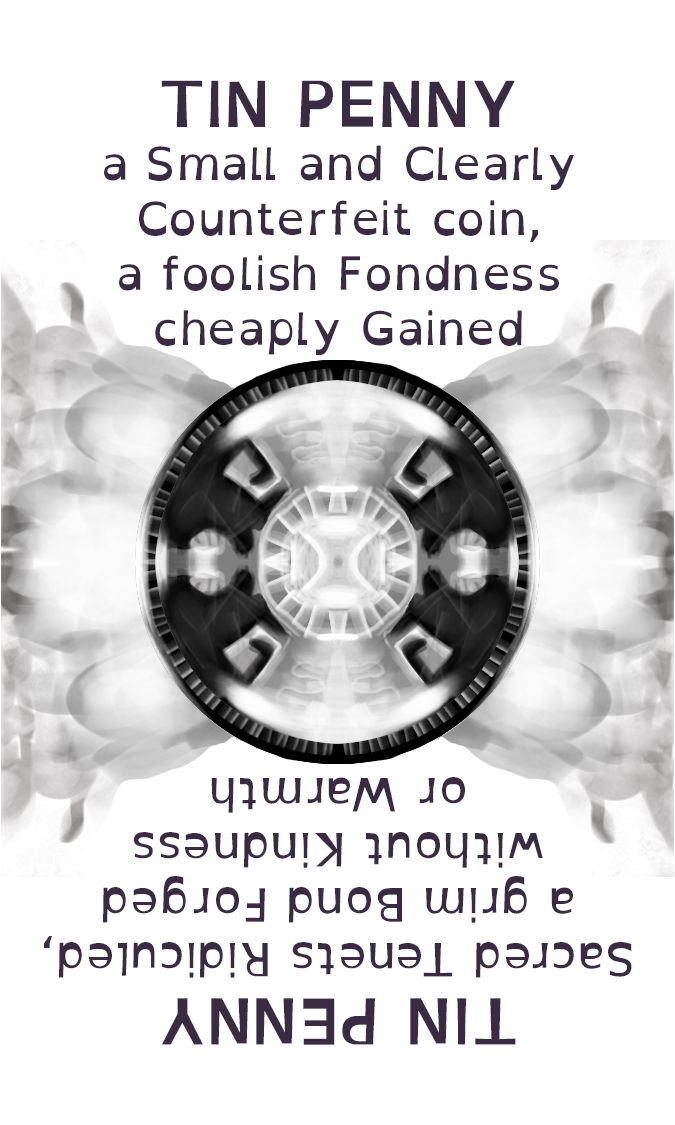 TIN PENNY
a Small and Clearly
Counterfeit coin,
a foolish Fondness
cheaply Gained
TIN PENNY
Sacred Tenets Ridiculed,
a grim Bond Forged
without Kindness
or Warmth